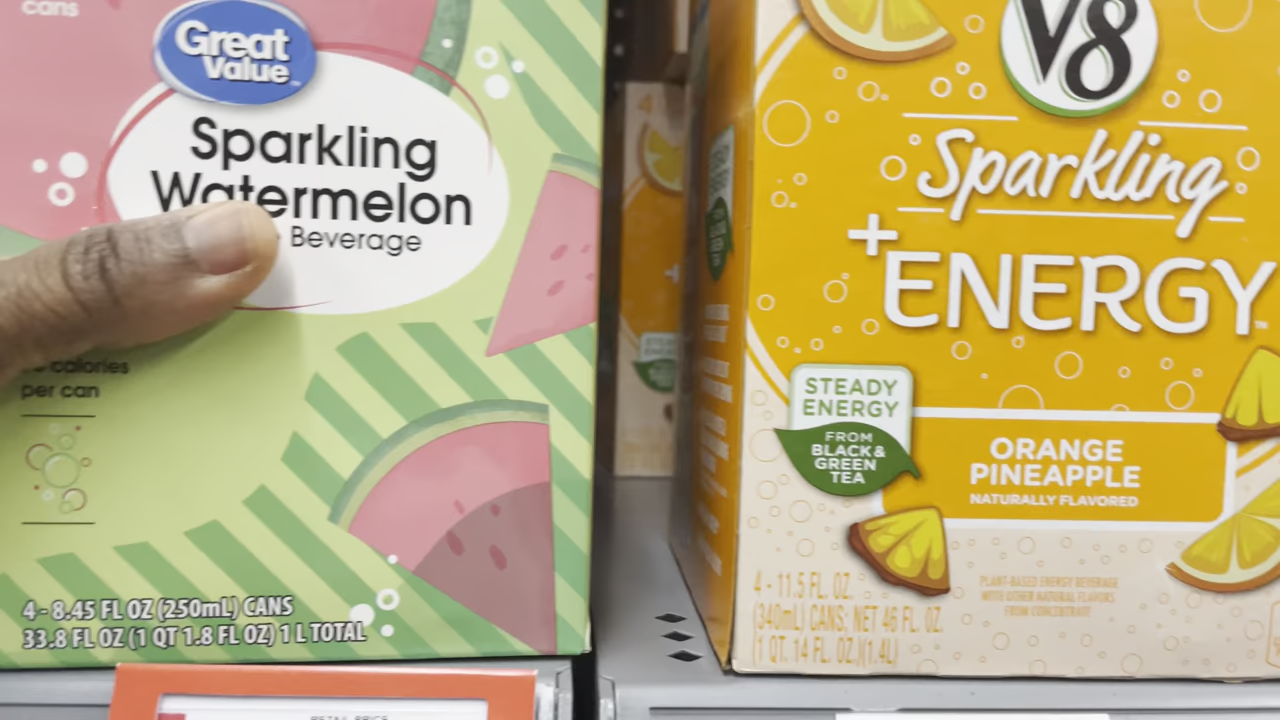 cans
Great
Value
Sparkling
Watermelon
Beverage
calories
per can
4 - 8.45 FL OZ (250mL) CANS
33.8 FL OZ (1 QT 1.8 FL OZ) 1 L TOTAL
RETAIL PRICE
V8
Sparkling
+ENERGY
STEADY
ENERGY
FROM
BLACK &
GREEN
TEA
ORANGE
PINEAPPLE
NATURALLY FLAVORED
4 - 11.5 FL. OZ.
(340mL) CANS: NET 46 FL. OZ.
(1 QT. 14 FL. OZ.)(1.4L)
PLANT-BASED ENERGY BEVERAGE
WITH OTHER NATURAL FLAVORS
FROM CONCENTRATE